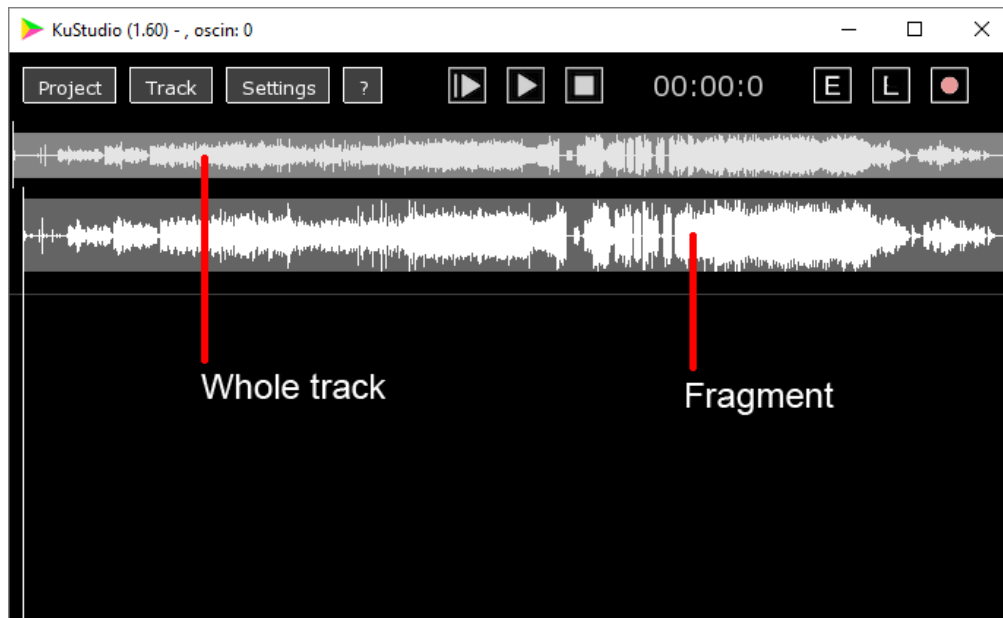 KuStudio (1.60) - , oscin: 0
Project Track Settings ? 00:00:0 E L
Whole track
Fragment